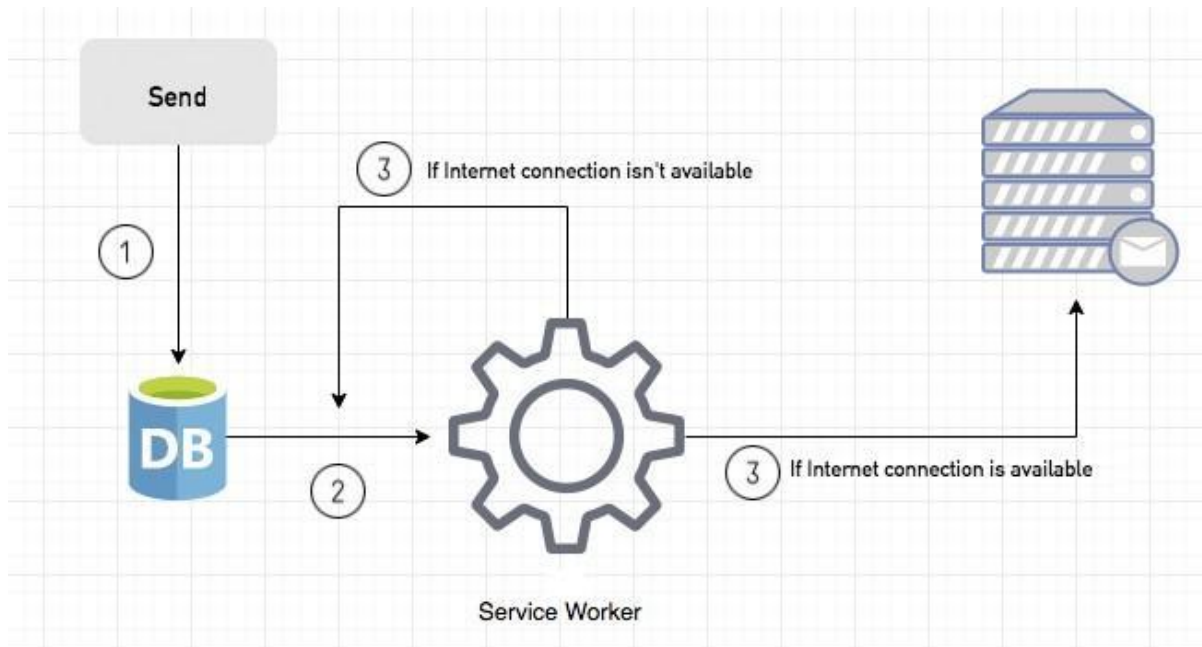 Send
3 If Internet connection isn't available
1
DB
2
3 If Internet connection is available
Service Worker